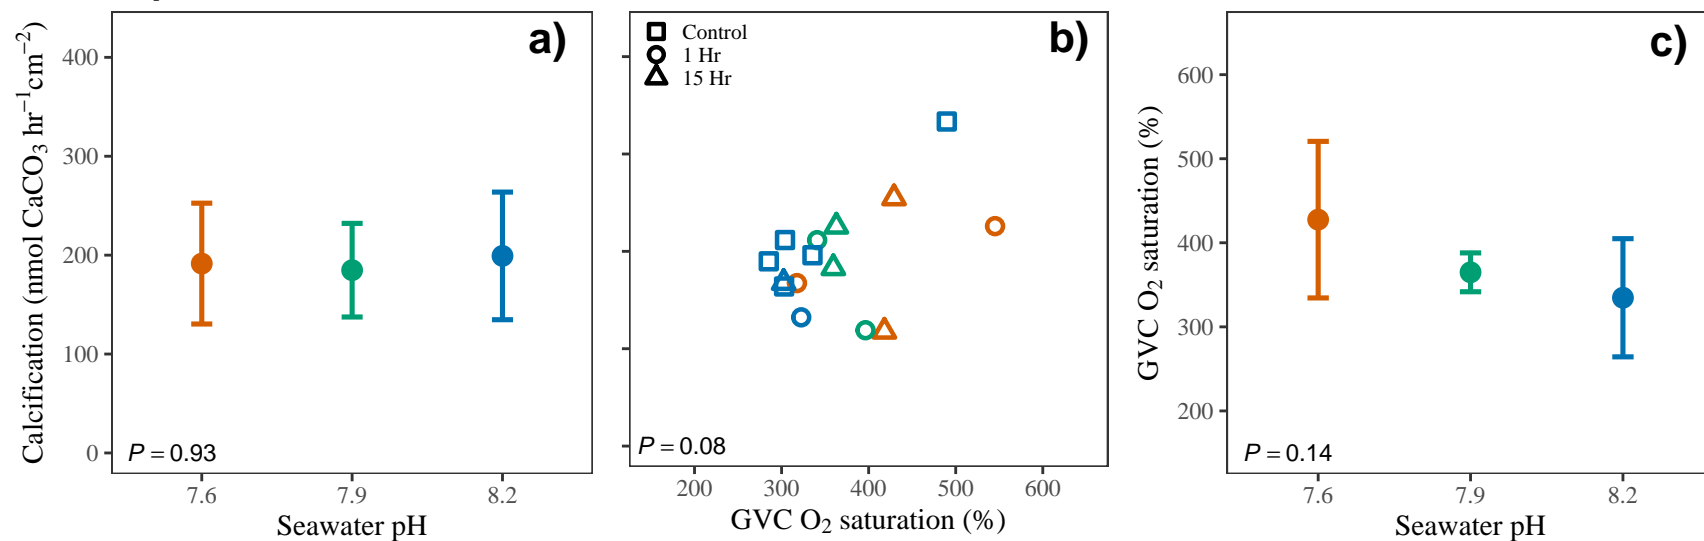 Calcification (nmol CaCO₃ hr⁻¹cm⁻²)
400
300
200
100
0
a)
P = 0.93
7.6 7.9 8.2
Seawater pH
Control
1 Hr
15 Hr
b)
P = 0.08
200 300 400 500 600
GVC O₂ saturation (%)
GVC O₂ saturation (%)
600
500
400
300
200
c)
P = 0.14
7.6 7.9 8.2
Seawater pH